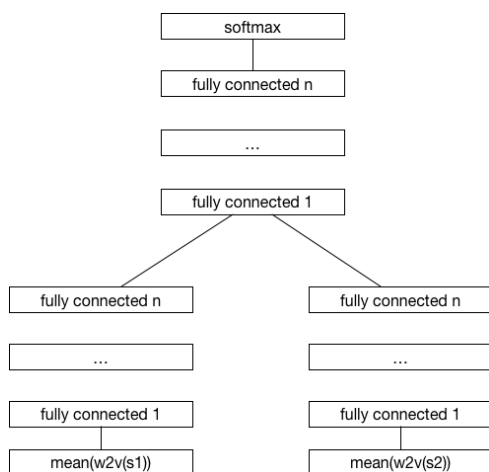 softmax
fully connected n
...
fully connected 1
fully connected n
fully connected n
...
...
fully connected 1
fully connected 1
mean(w2v(s1))
mean(w2v(s2))